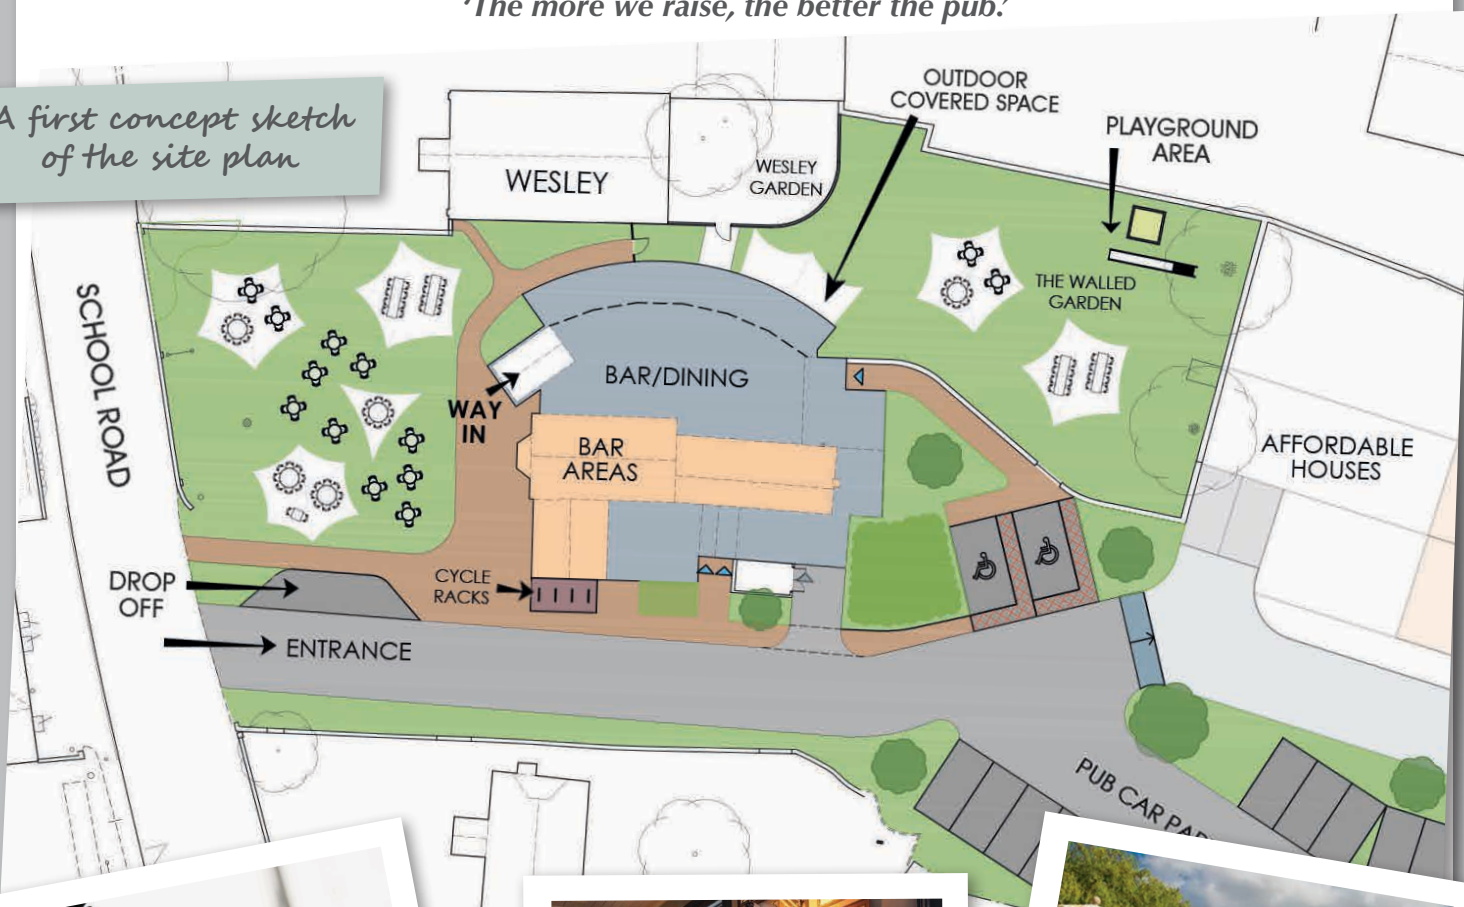 ‘The more we raise, the better the pub.’
A first concept sketch
of the site plan
OUTDOOR
COVERED SPACE
PLAYGROUND
AREA
WESLEY
WESLEY
GARDEN
THE WALLED
GARDEN
SCHOOL ROAD
BAR/DINING
WAY
IN
BAR
AREAS
AFFORDABLE
HOUSES
DROP
OFF
CYCLE
RACKS
ENTRANCE
PUB CAR